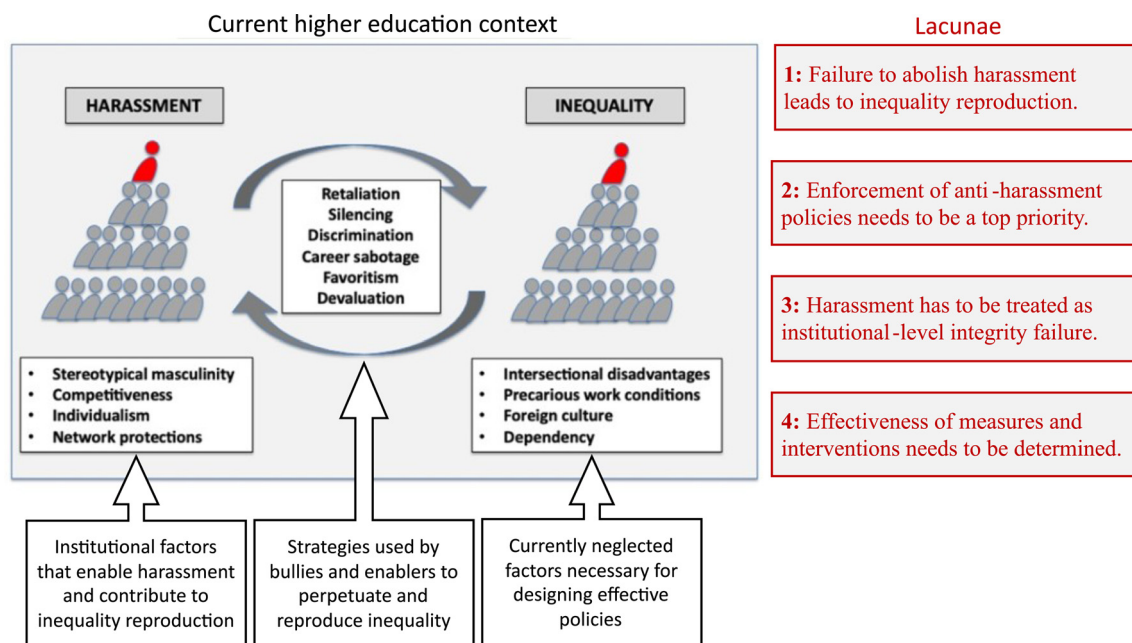 Current higher education context
HARASSMENT
INEQUALITY
Retaliation
Silencing
Discrimination
Career sabotage
Favoritism
Devaluation
• Stereotypical masculinity
• Competitiveness
• Individualism
• Network protections
• Intersectional disadvantages
• Precarious work conditions
• Foreign culture
• Dependency
Institutional factors
that enable harassment
and contribute to
inequality reproduction
Strategies used by
bullies and enablers to
perpetuate and
reproduce inequality
Currently neglected
factors necessary for
designing effective
policies
Lacunae
1: Failure to abolish harassment
leads to inequality reproduction.
2: Enforcement of anti-harassment
policies needs to be a top priority.
3: Harassment has to be treated as
institutional-level integrity failure.
4: Effectiveness of measures and
interventions needs to be determined.